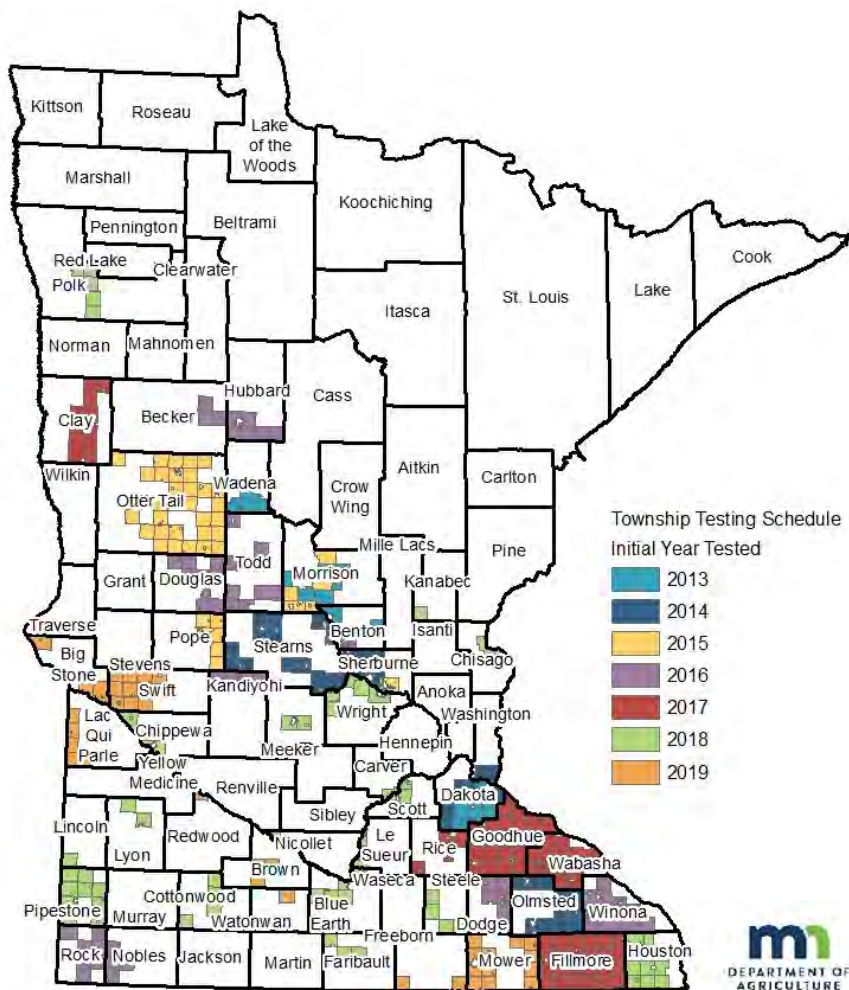 Kittson
Roseau
Lake
of the
Woods
Marshall
Koochiching
Beltrami
Pennington
Cook
Red Lake
Clearwater
Lake
St. Louis
Polk
Itasca
Norman
Mahnomen
Hubbard
Cass
Clay
Becker
Aitkin
Wilkin
Wadena
Carlton
Otter Tail
Crow
Wing
Township Testing Schedule
Initial Year Tested
2013
2014
2015
2016
2017
2018
2019
Mille Lacs
Pine
Todd
Morrison
Grant
Douglas
Kanabec
Traverse
Benton
Isanti
Pope
Stearns
Chisago
Big
Stone
Stevens
Sherburne
Swift
Kandiyohi
Anoka
Wright
Washington
Lac
Qui
Parle
Chippewa
Meeker
Hennepin
Yellow
Medicine
Carver
Renville
Dakota
Scott
Sibley
Goodhue
Lincoln
Redwood
Nicollet
Le
Sueur
Rice
Lyon
Wabasha
Brown
Waseca
Steele
Pipestone
Murray
Cottonwood
Watonwan
Blue
Earth
Dodge
Olmsted
Winona
Freeborn
Rock
Nobles
Jackson
Martin
Faribault
Mower
Fillmore
Houston
DEPARTMENT OF
AGRICULTURE